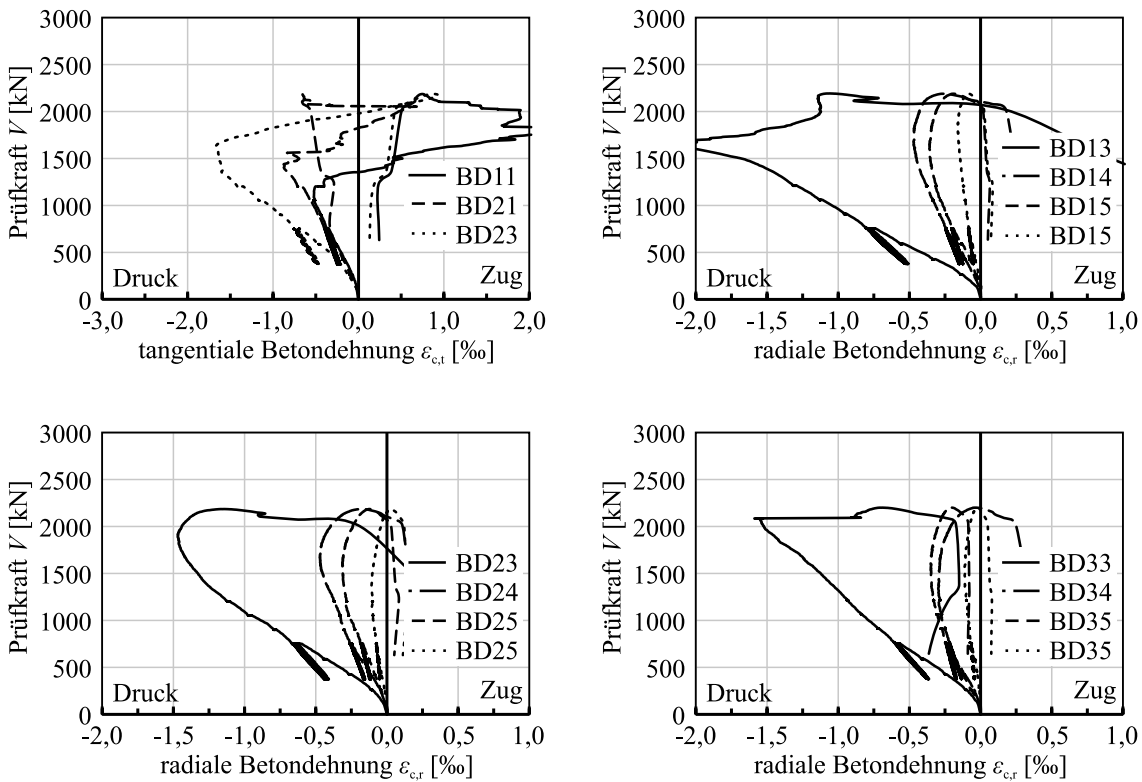 3000
2500
2000
1500
1000
500
0
Prüfkraft V [kN]
BD11
BD21
BD23
Druck
Zug
-3,0 -2,0 -1,0 0,0 1,0 2,0
tangentiale Betondehnung εc,t [‰]
3000
2500
2000
1500
1000
500
0
Prüfkraft V [kN]
BD13
BD14
BD15
BD15
Druck
Zug
-2,0 -1,5 -1,0 -0,5 0,0 0,5 1,0
radiale Betondehnung εc,r [‰]
3000
2500
2000
1500
1000
500
0
Prüfkraft V [kN]
BD23
BD24
BD25
BD25
Druck
Zug
-2,0 -1,5 -1,0 -0,5 0,0 0,5 1,0
radiale Betondehnung εc,r [‰]
3000
2500
2000
1500
1000
500
0
Prüfkraft V [kN]
BD33
BD34
BD35
BD35
Druck
Zug
-2,0 -1,5 -1,0 -0,5 0,0 0,5 1,0
radiale Betondehnung εc,r [‰]